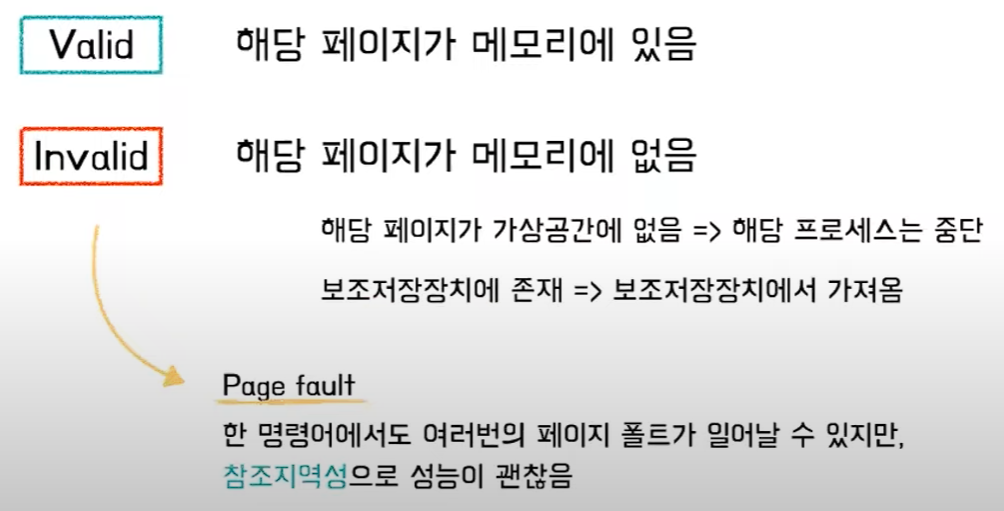 Valid 해당 페이지가 메모리에 있음
Invalid 해당 페이지가 메모리에 없음
해당 페이지가 가상공간에 없음 => 해당 프로세스는 중단
보조저장장치에 존재 => 보조저장장치에서 가져옴
Page fault
한 명령어에서도 여러번의 페이지 폴트가 일어날 수 있지만,
참조지역성으로 성능이 괜찮음